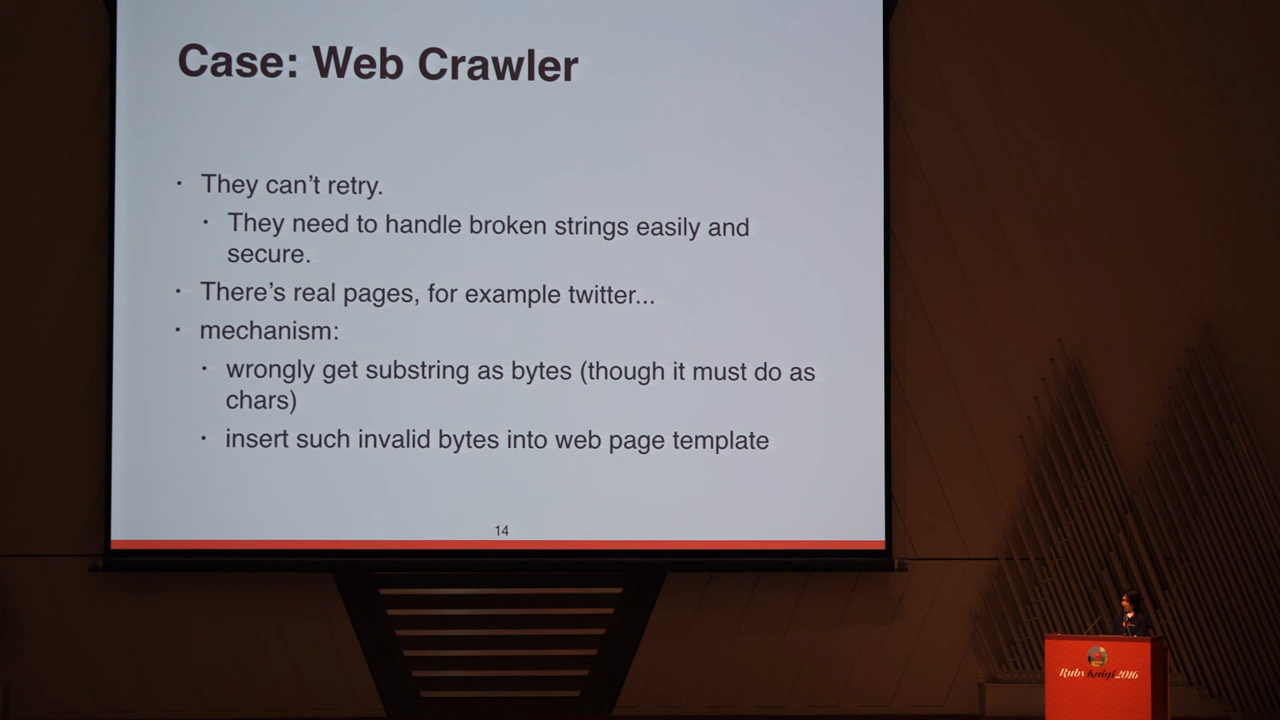 Case: Web Crawler
• They can't retry.
• They need to handle broken strings easily and
secure.
• There's real pages, for example twitter...
• mechanism:
• wrongly get substring as bytes (though it must do as
chars)
• insert such invalid bytes into web page template
14
RubyKaigi2016